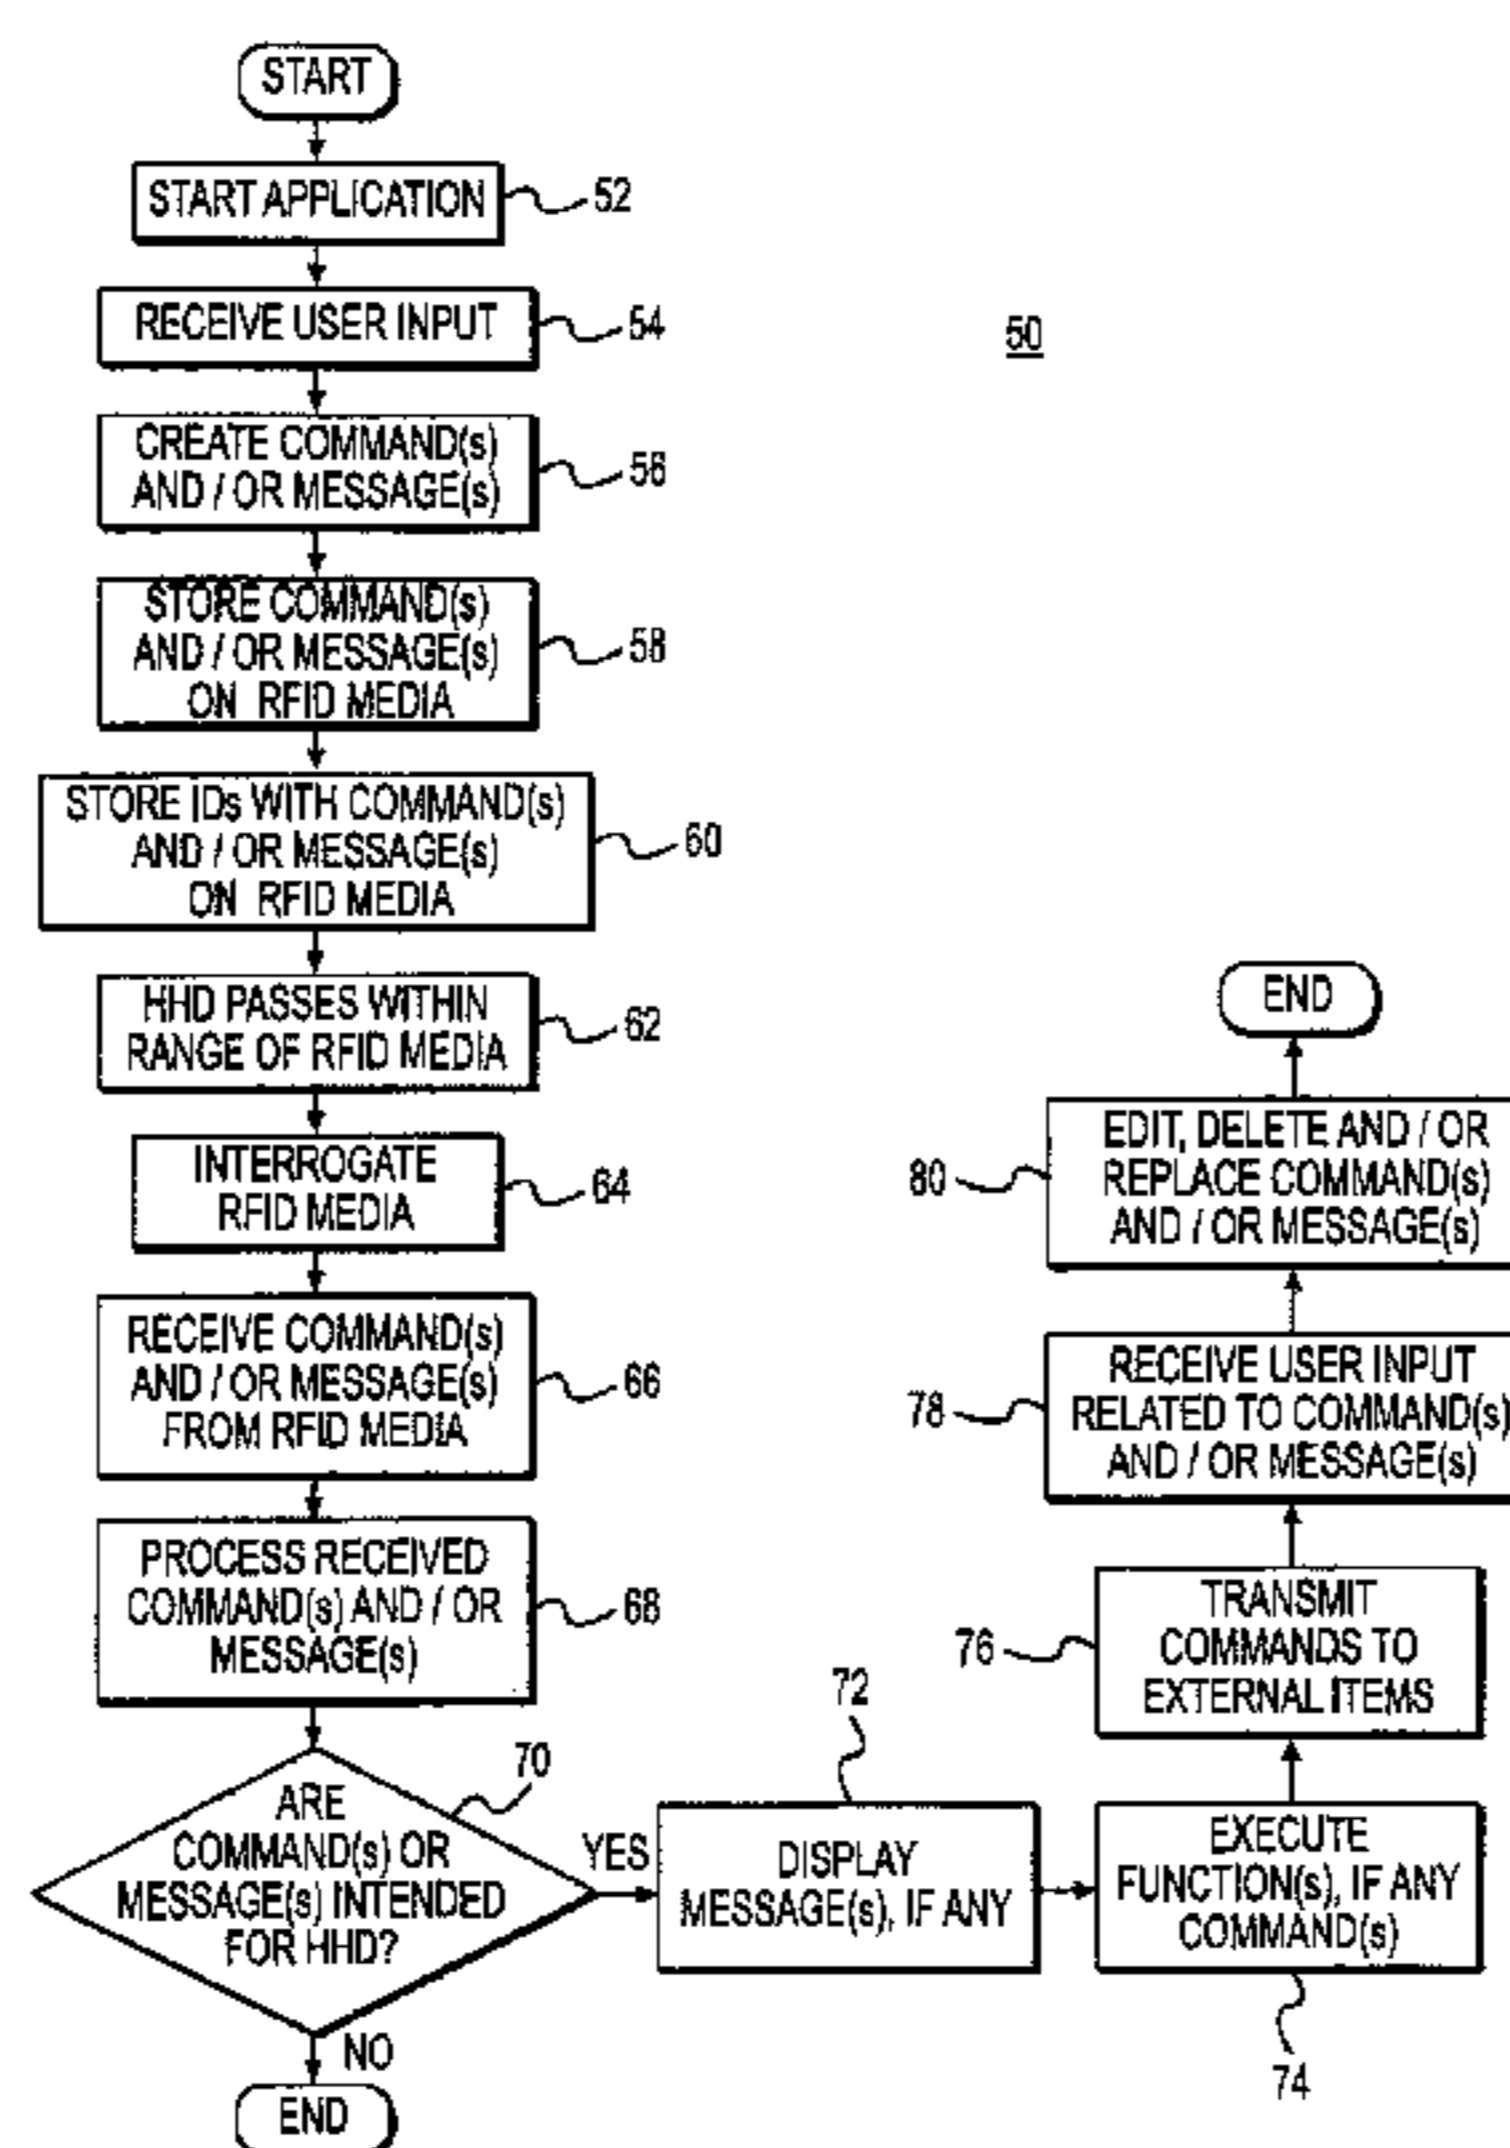 START
START APPLICATION
52
RECEIVE USER INPUT
54
50
CREATE COMMAND(s)
AND / OR MESSAGE(s)
56
STORE COMMAND(s)
AND / OR MESSAGE(s)
ON RFID MEDIA
58
STORE IDs WITH COMMAND(s)
AND / OR MESSAGE(s)
ON RFID MEDIA
60
HHD PASSES WITHIN
RANGE OF RFID MEDIA
62
INTERROGATE
RFID MEDIA
64
RECEIVE COMMAND(s)
AND / OR MESSAGE(s)
FROM RFID MEDIA
66
PROCESS RECEIVED
COMMAND(s) AND / OR
MESSAGE(s)
68
ARE
COMMAND(s) OR
MESSAGE(s) INTENDED
FOR HHD?
70
YES
NO
END
DISPLAY
MESSAGE(s), IF ANY
72
EXECUTE
FUNCTION(s), IF ANY
COMMAND(s)
74
TRANSMIT
COMMANDS TO
EXTERNAL ITEMS
76
RECEIVE USER INPUT
RELATED TO COMMAND(s)
AND / OR MESSAGE(s)
78
EDIT, DELETE AND / OR
REPLACE COMMAND(s)
AND / OR MESSAGE(s)
80
END